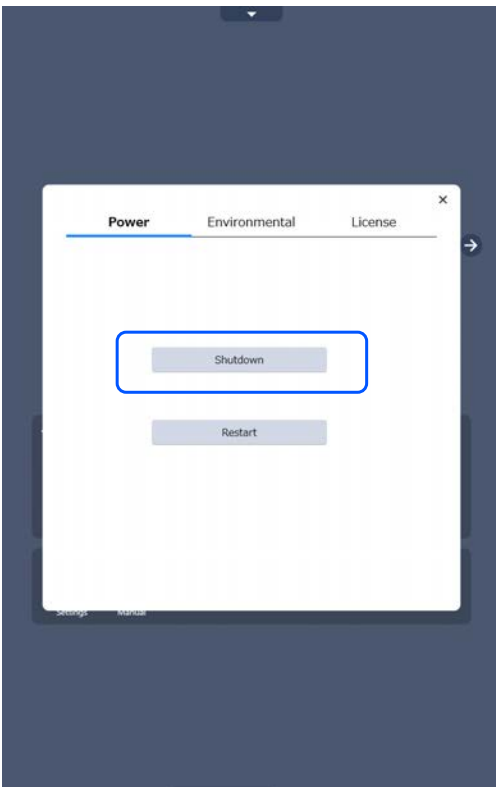 ×
Power Environmental License
Shutdown
Restart
Settings Manual